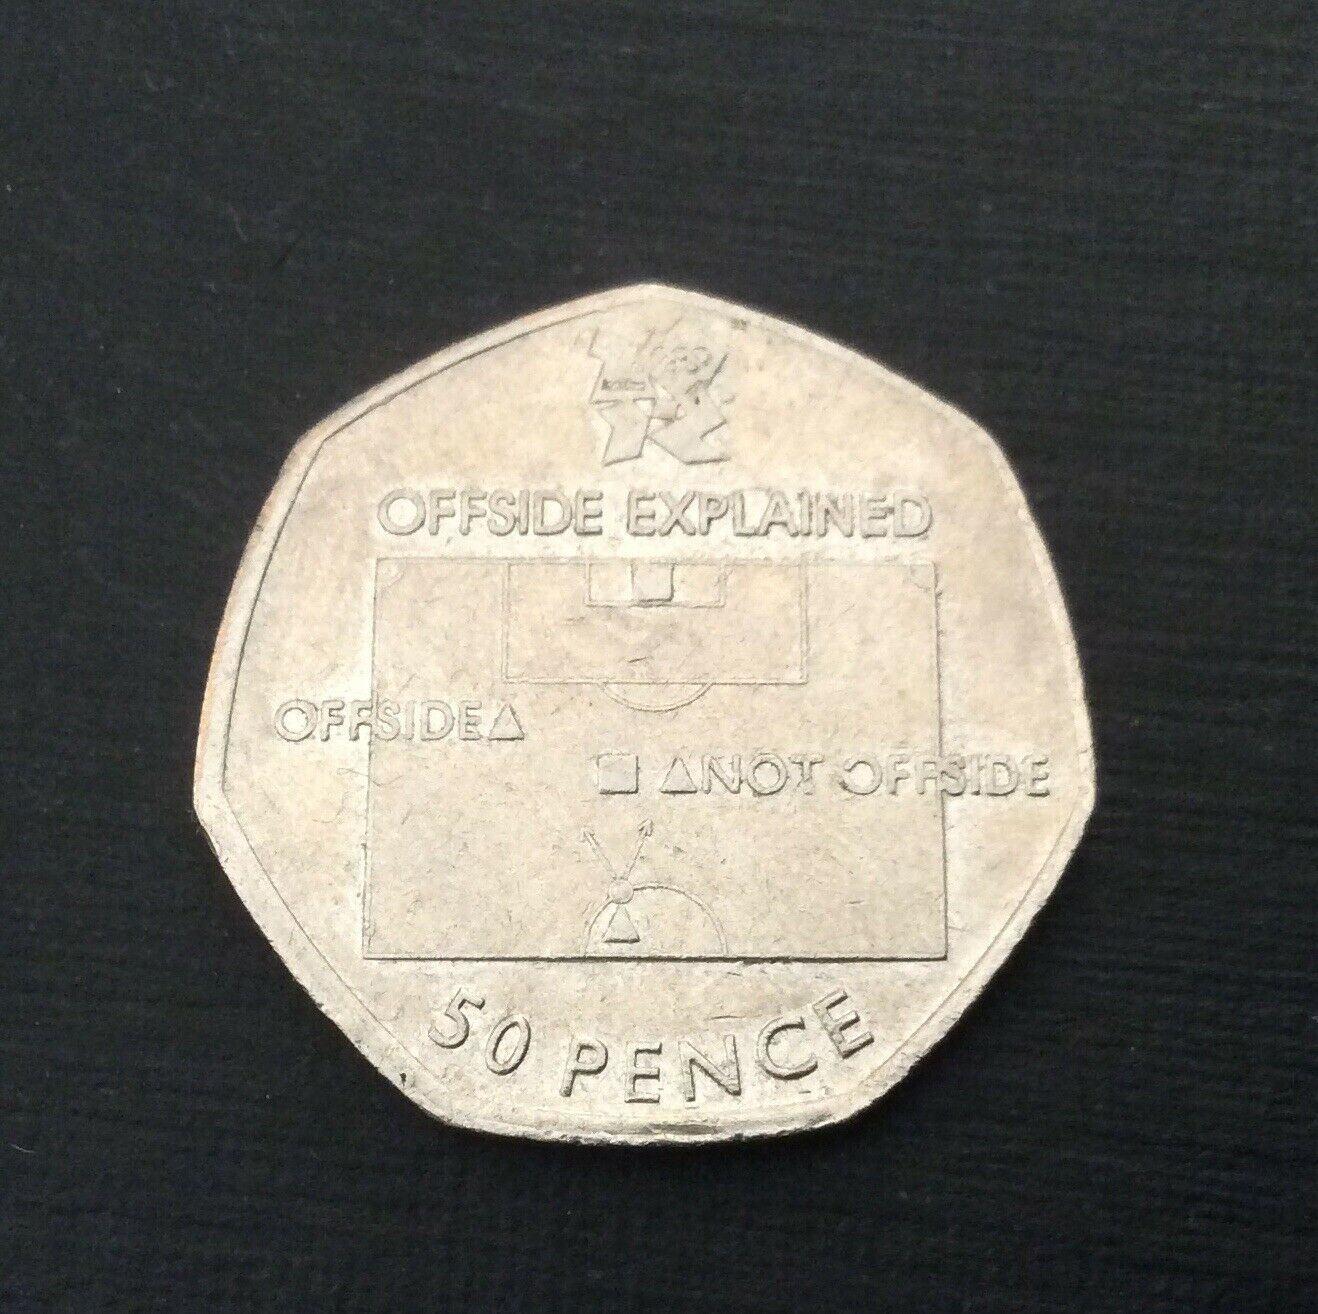 OFFSIDE EXPLAINED
OFFSIDE
NOT OFFSIDE
50 PENCE